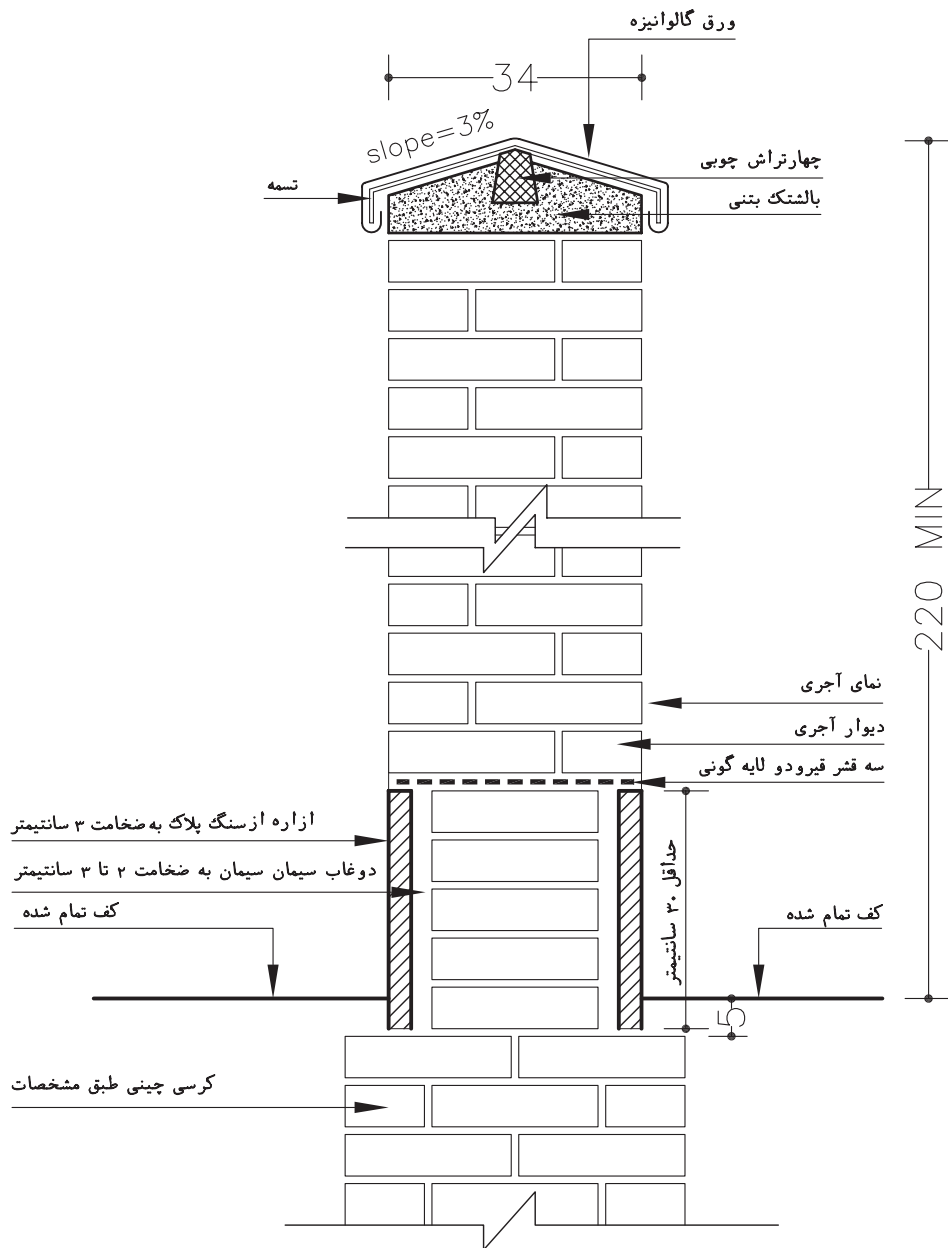 ورق گالوانیزه
34
slope=3%
چهارتراش چوبی
تسمه
بالشتک بتنی
220 MIN
نمای آجری
دیوار آجری
سه قشر قیرودو لایه گونی
ازاره ازسنگ پلاک به ضخامت ۳ سانتیمتر
دوغاب سیمان سیمان به ضخامت ۲ تا ۳ سانتیمتر
حداقل ۳۰ سانتیمتر
کف تمام شده
کف تمام شده
5
کرسی چینی طبق مشخصات